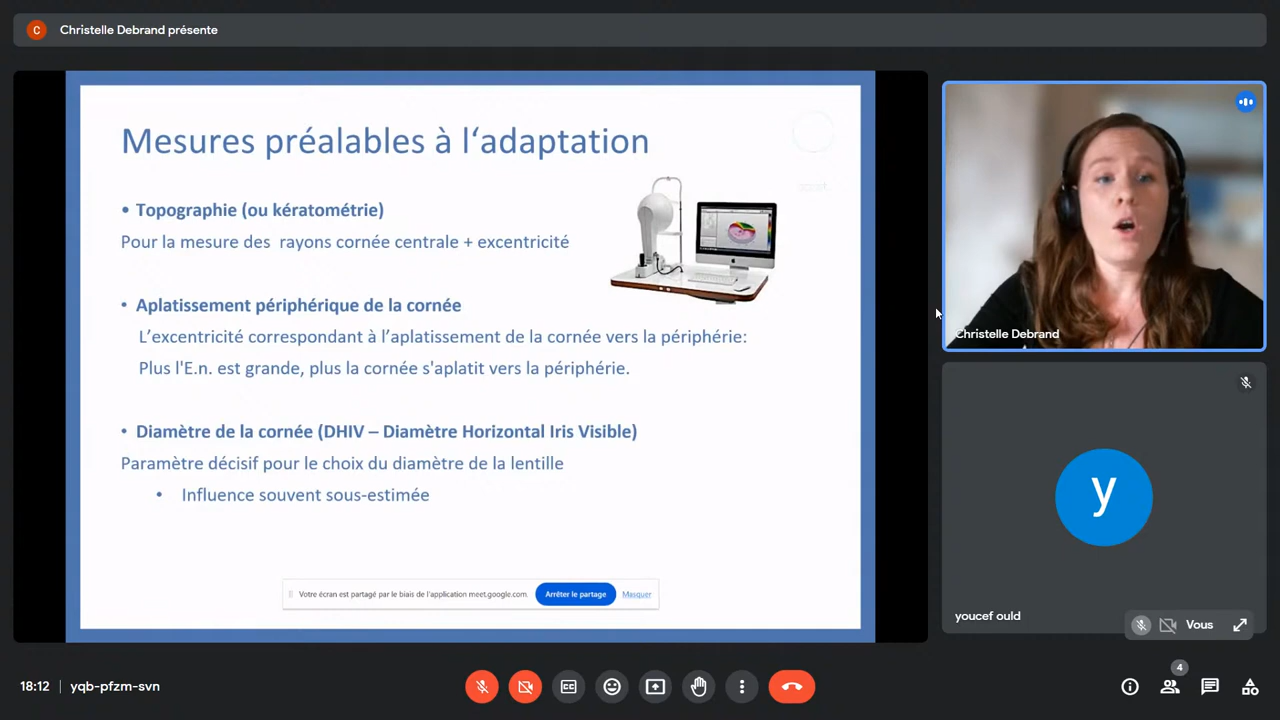 C
Christelle Debrand présente
Mesures préalables à l‘adaptation
• Topographie (ou kératométrie)
Pour la mesure des rayons cornée centrale + excentricité
• Aplatissement périphérique de la cornée
L’excentricité correspondant à l’aplatissement de la cornée vers la périphérie:
Plus l'E.n. est grande, plus la cornée s'aplatit vers la périphérie.
• Diamètre de la cornée (DHIV – Diamètre Horizontal Iris Visible)
Paramètre décisif pour le choix du diamètre de la lentille
• Influence souvent sous-estimée
Votre écran est partagé par le biais de l'application meet.google.com.
Arrêter le partage
Masquer
Christelle Debrand
y
youcef ould
Vous
18:12 | yqb-pfzm-svn
CC
4